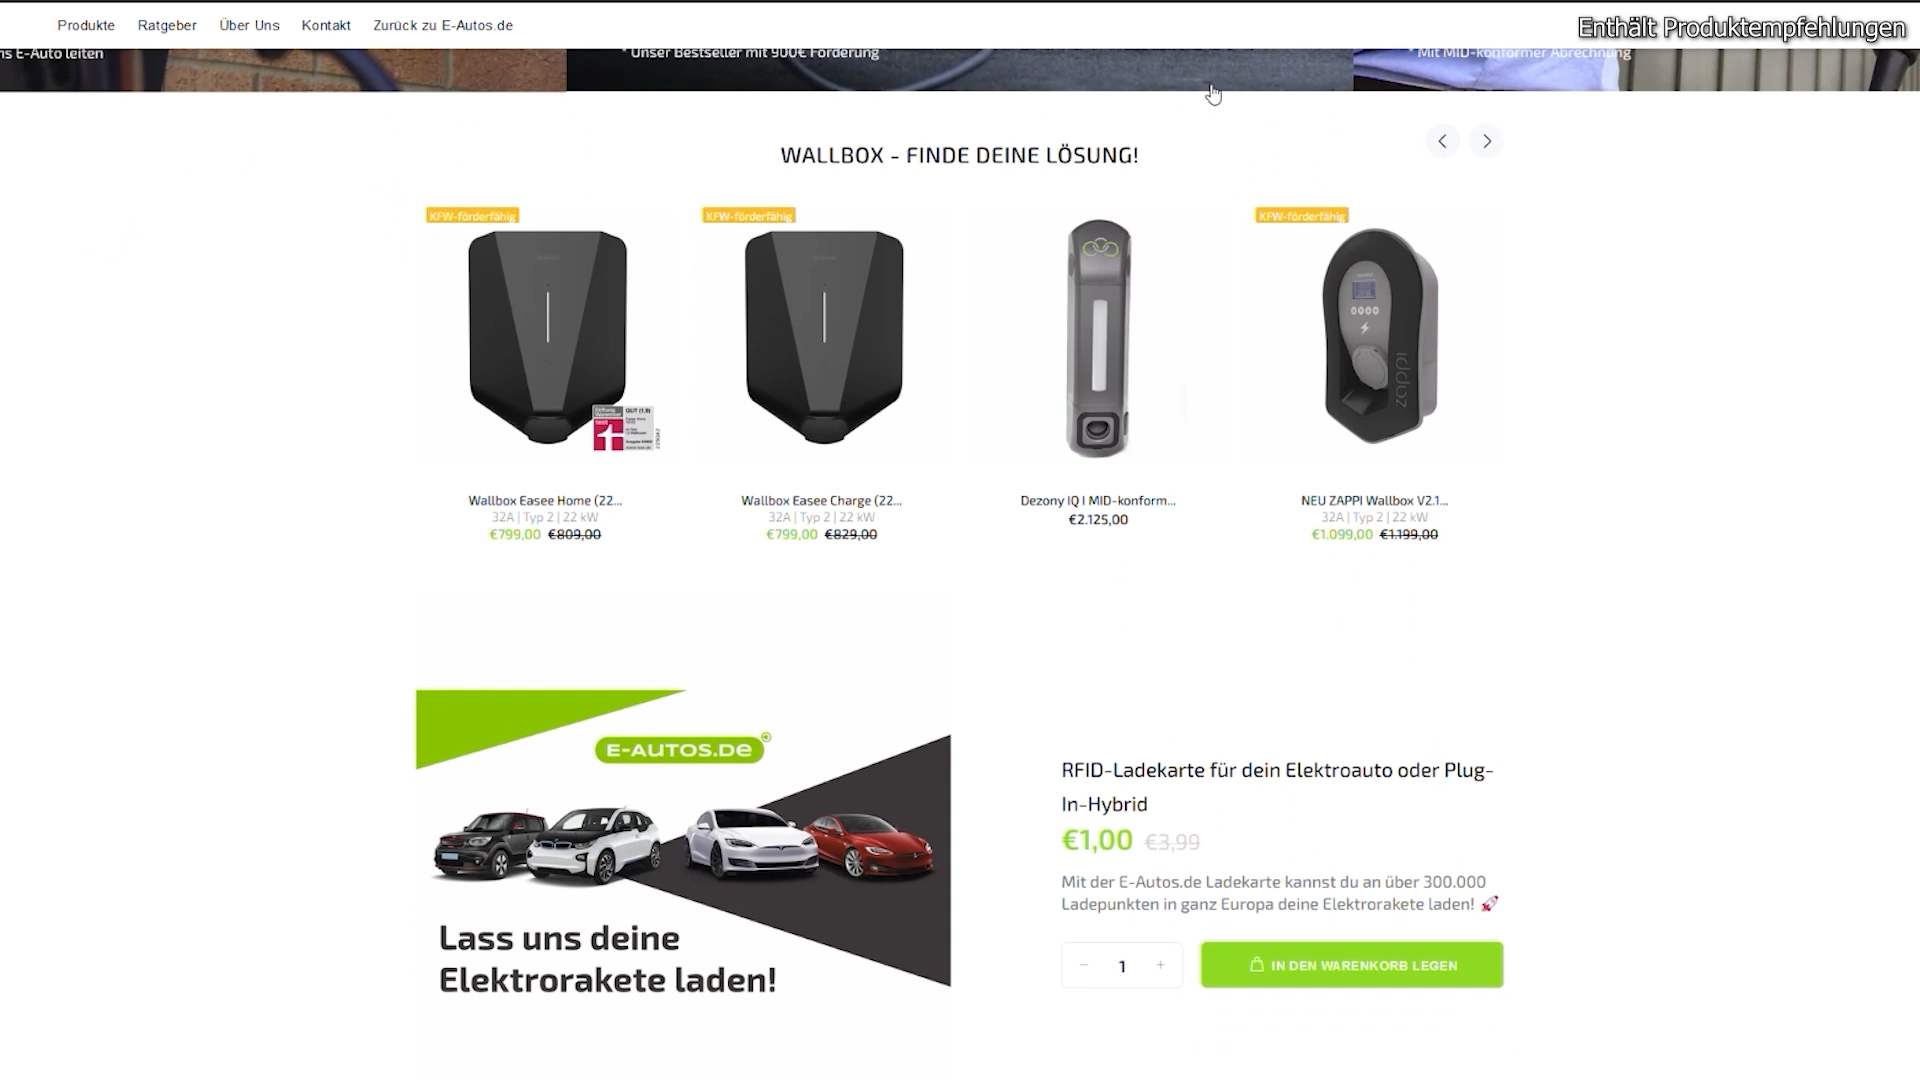 Produkte Ratgeber Über Uns Kontakt Zurück zu E-Autos.de
Enthält Produktempfehlungen
ns E-Auto leiten
* Unser Bestseller mit 900€ Förderung
* Mit MID-konformer Abrechnung
WALLBOX - FINDE DEINE LÖSUNG!
KFW-förderfähig
KFW-förderfähig
KFW-förderfähig
GUT (1,9)
zappi
Wallbox Easee Home (22...
32A | Typ 2 | 22 kW
€799,00 €809,00
Wallbox Easee Charge (22...
32A | Typ 2 | 22 kW
€799,00 €829,00
Dezony IQ I MID-konform...
€2.125,00
NEU ZAPPI Wallbox V2.1...
32A | Typ 2 | 22 kW
€1.099,00 €1.199,00
E-AUTOS.DE
Lass uns deine
Elektrorakete laden!
RFID-Ladekarte für dein Elektroauto oder Plug-
In-Hybrid
€1,00 €3,99
Mit der E-Autos.de Ladekarte kannst du an über 300.000
Ladepunkten in ganz Europa deine Elektrorakete laden! 🚀
− 1 +
IN DEN WARENKORB LEGEN